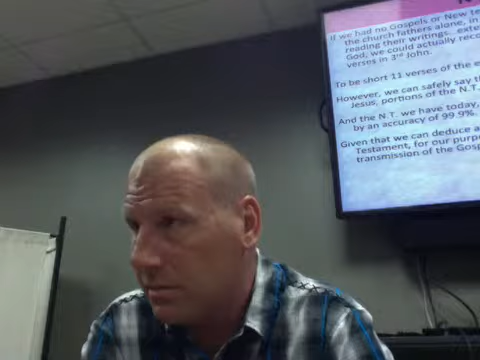 If we had no Gospels or New te
the church fathers alone, in
reading their writings, exte
God, we could actually reco
verses in 3rd John.
To be short 11 verses of the e
However, we can safely say th
Jesus, portions of the N.T.
And the N.T. we have today,
by an accuracy of 99.9%.
Given that we can deduce a
Testament, for our purp
transmission of the Gosp